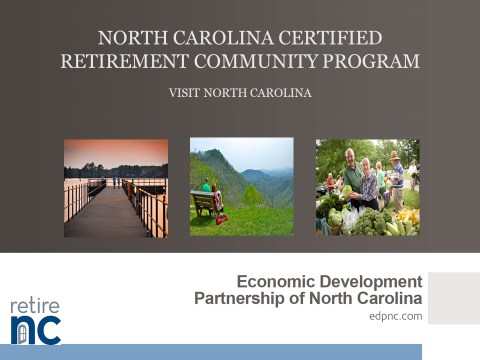 NORTH CAROLINA CERTIFIED
RETIREMENT COMMUNITY PROGRAM
VISIT NORTH CAROLINA
Economic Development
Partnership of North Carolina
edpnc.com
retire
nc